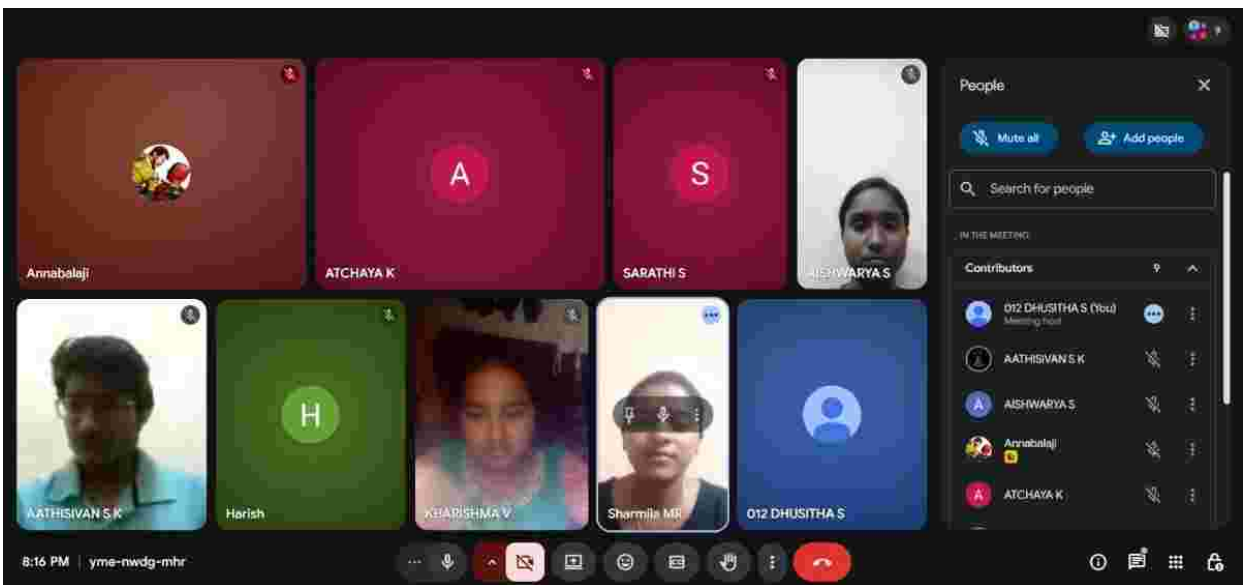 9
Annabalaji
A
ATCHAYA K
S
SARATHI S
AISHWARYA S
AATHISIVAN S K
H
Harish
KHARISHMA V
Sharmila MR
012 DHUSITHA S
People
Mute all
Add people
Search for people
IN THE MEETING
Contributors 9
012 DHUSITHA S (You)
Meeting host
AATHISIVAN S K
A AISHWARYA S
Annabalaji
A ATCHAYA K
8:16 PM | yme-nwdg-mhr